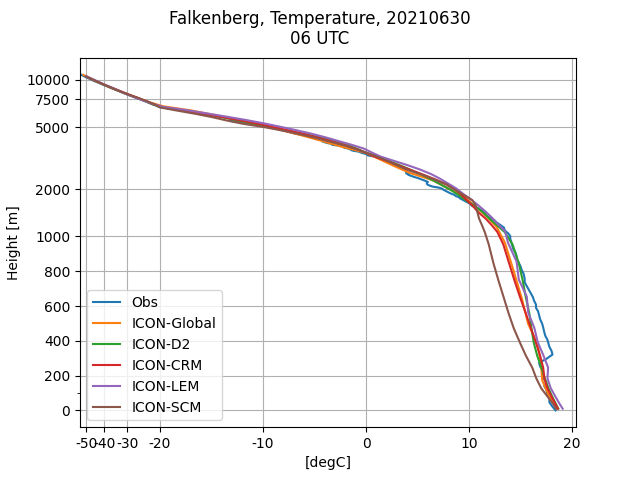 Falkenberg, Temperature, 20210630
06 UTC
10000
7500
5000
2000
1000
800
600
400
200
0
Height [m]
Obs
ICON-Global
ICON-D2
ICON-CRM
ICON-LEM
ICON-SCM
-50 -40 -30 -20 -10 0 10 20
[degC]